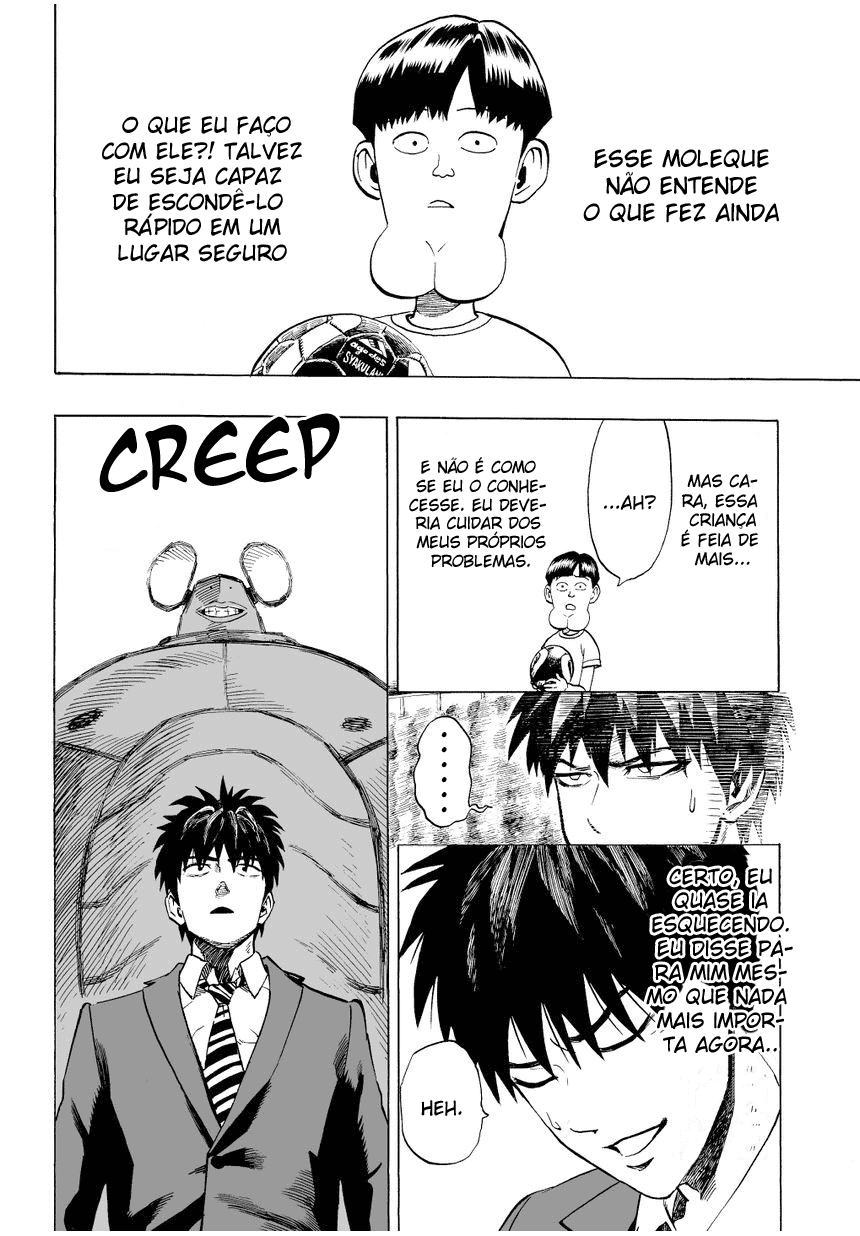 ESSE MOLEQUE
NÃO ENTENDE
O QUE FEZ AINDA
O QUE EU FAÇO
COM ELE?! TALVEZ
EU SEJA CAPAZ
DE ESCONDÊ-LO
RÁPIDO EM UM
LUGAR SEGURO
agedas
SYAKULAN
MAS CA-
RA, ESSA
CRIANÇA
É FEIA DE
MAIS...
...AH?
E NÃO É COMO
SE EU O CONHE-
CESSE. EU DEVE-
RIA CUIDAR DOS
MEUS PRÓPRIOS
PROBLEMAS.
......
CERTO, EU
QUASE IA
ESQUECENDO.
EU DISSE PA-
RA MIM MES-
MO QUE NADA
MAIS IMPOR-
TA AGORA..
HEH.
CREEP